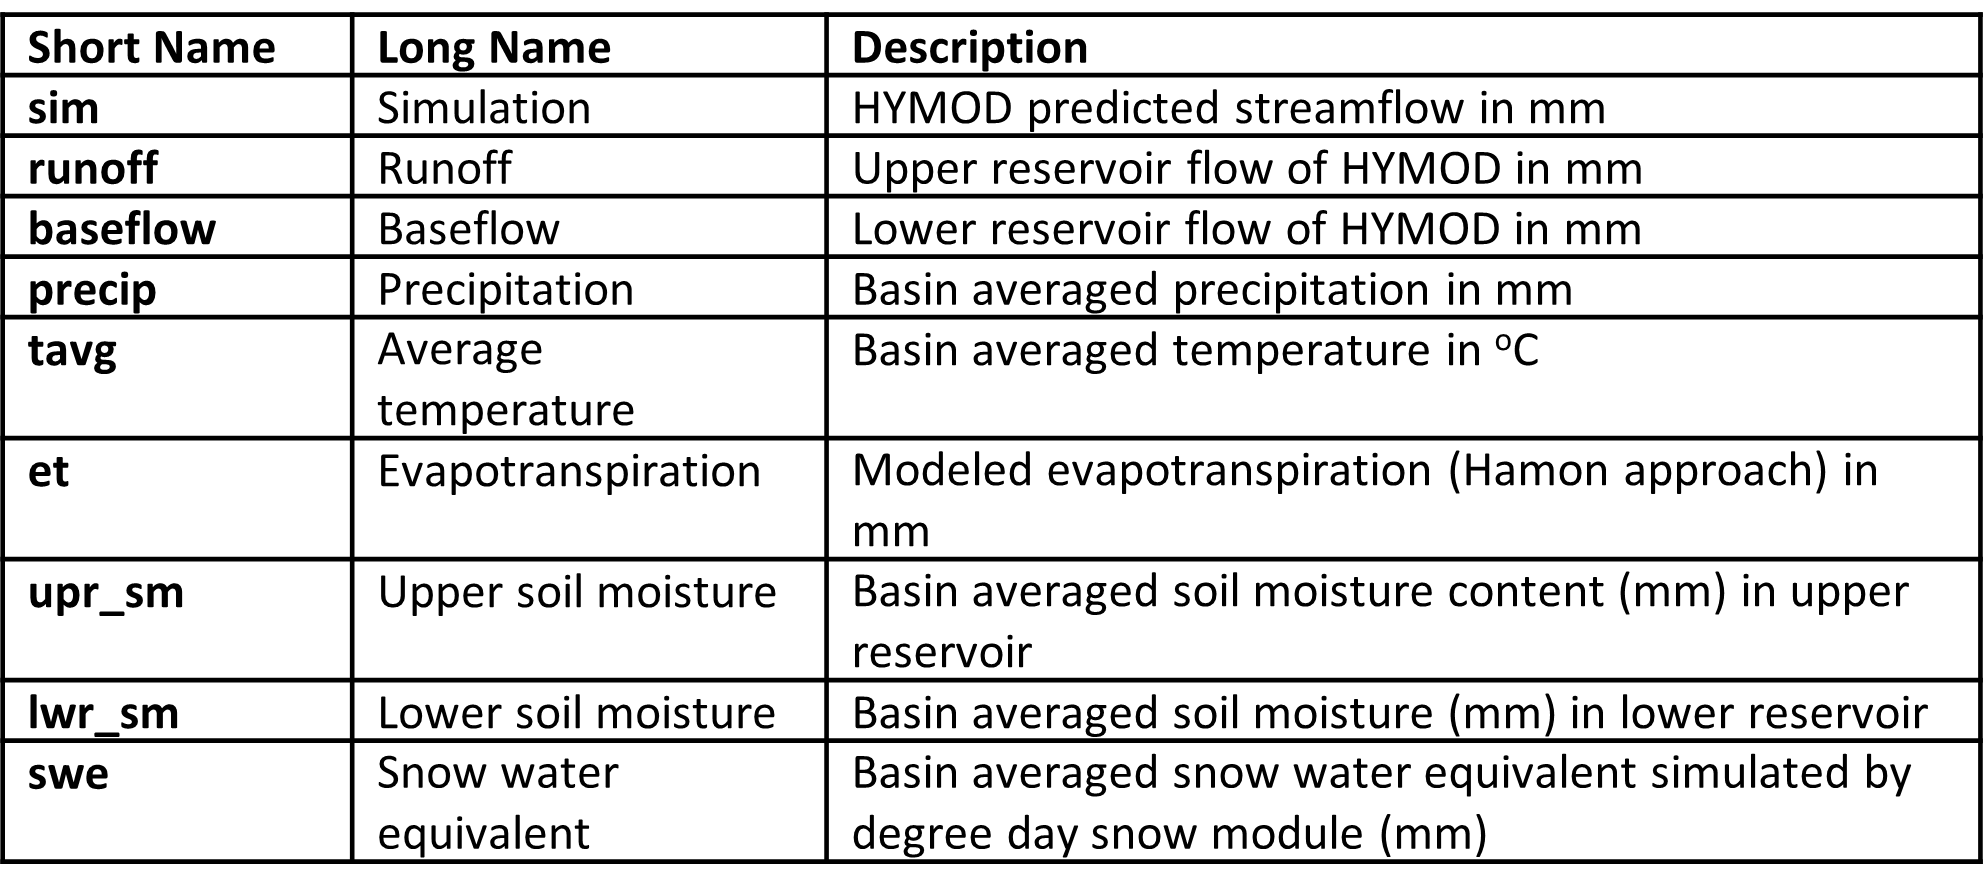 Short Name Long Name Description
sim Simulation HYMOD predicted streamflow in mm
runoff Runoff Upper reservoir flow of HYMOD in mm
baseflow Baseflow Lower reservoir flow of HYMOD in mm
precip Precipitation Basin averaged precipitation in mm
tavg Average Basin averaged temperature in ºC
temperature
et Evapotranspiration Modeled evapotranspiration (Hamon approach) in
mm
upr_sm Upper soil moisture Basin averaged soil moisture content (mm) in upper
reservoir
lwr_sm Lower soil moisture Basin averaged soil moisture (mm) in lower reservoir
swe Snow water Basin averaged snow water equivalent simulated by
equivalent degree day snow module (mm)